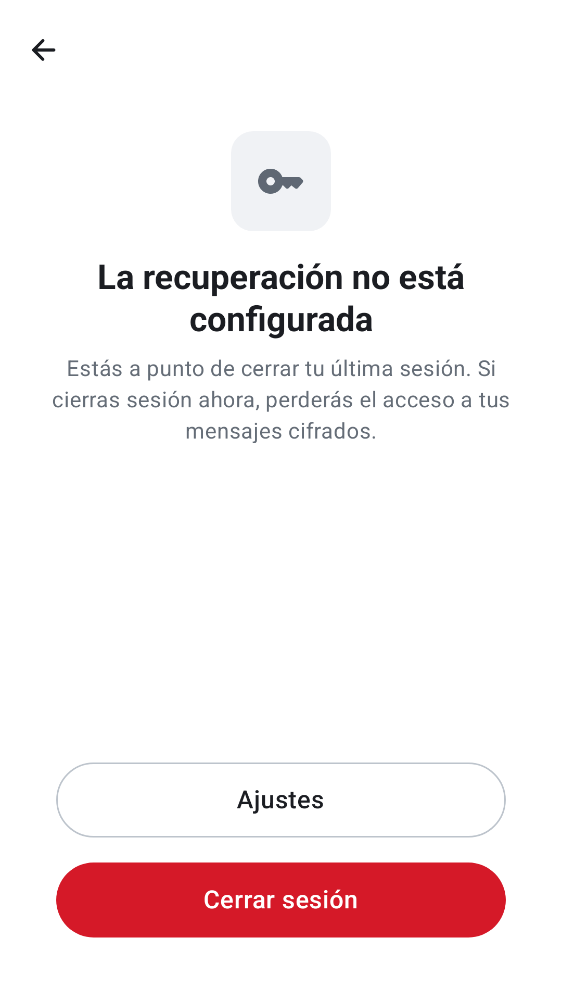 La recuperación no está
configurada
Estás a punto de cerrar tu última sesión. Si
cierras sesión ahora, perderás el acceso a tus
mensajes cifrados.
Ajustes
Cerrar sesión